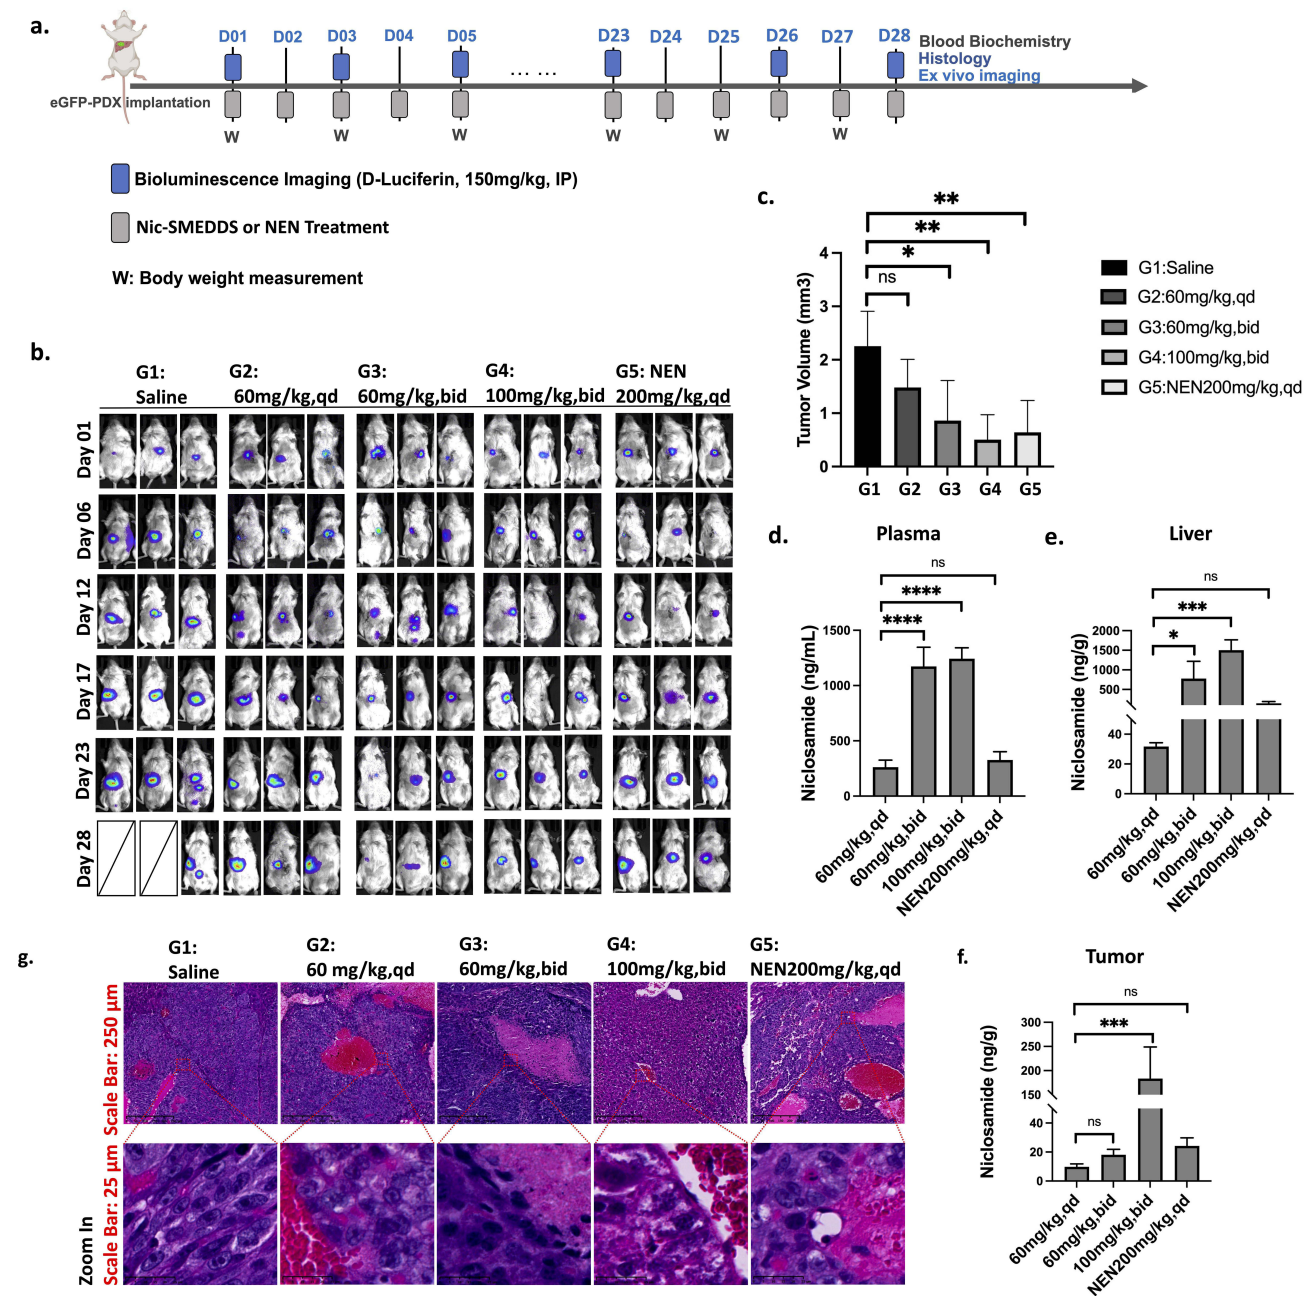 a.
D01 D02 D03 D04 D05 D23 D24 D25 D26 D27 D28
Blood Biochemistry
Histology
Ex vivo imaging
... ...
eGFP-PDX implantation
W W W W W W
Bioluminescence Imaging (D-Luciferin, 150mg/kg, IP)
Nic-SMEDDS or NEN Treatment
W: Body weight measurement
b.
G1:
Saline
G2:
60mg/kg,qd
G3:
60mg/kg,bid
G4:
100mg/kg,bid
G5: NEN
200mg/kg,qd
Day 01
Day 06
Day 12
Day 17
Day 23
Day 28
c.
**
**
*
ns
Tumor Volume (mm3)
4
3
2
1
0
G1 G2 G3 G4 G5
G1:Saline
G2:60mg/kg,qd
G3:60mg/kg,bid
G4:100mg/kg,bid
G5:NEN200mg/kg,qd
d.
Plasma
ns
****
****
Niclosamide (ng/mL)
1500
1000
500
0
60mg/kg,qd
60mg/kg,bid
100mg/kg,bid
NEN200mg/kg,qd
e.
Liver
ns
***
*
Niclosamide (ng/g)
2000
1500
1000
500
40
20
0
60mg/kg,qd
60mg/kg,bid
100mg/kg,bid
NEN200mg/kg,qd
f.
Tumor
ns
***
ns
Niclosamide (ng/g)
300
250
200
150
40
20
0
60mg/kg,qd
60mg/kg,bid
100mg/kg,bid
NEN200mg/kg,qd
g.
G1:
Saline
G2:
60 mg/kg,qd
G3:
60mg/kg,bid
G4:
100mg/kg,bid
G5:
NEN200mg/kg,qd
Scale Bar: 250 μm
Zoom In
Scale Bar: 25 μm